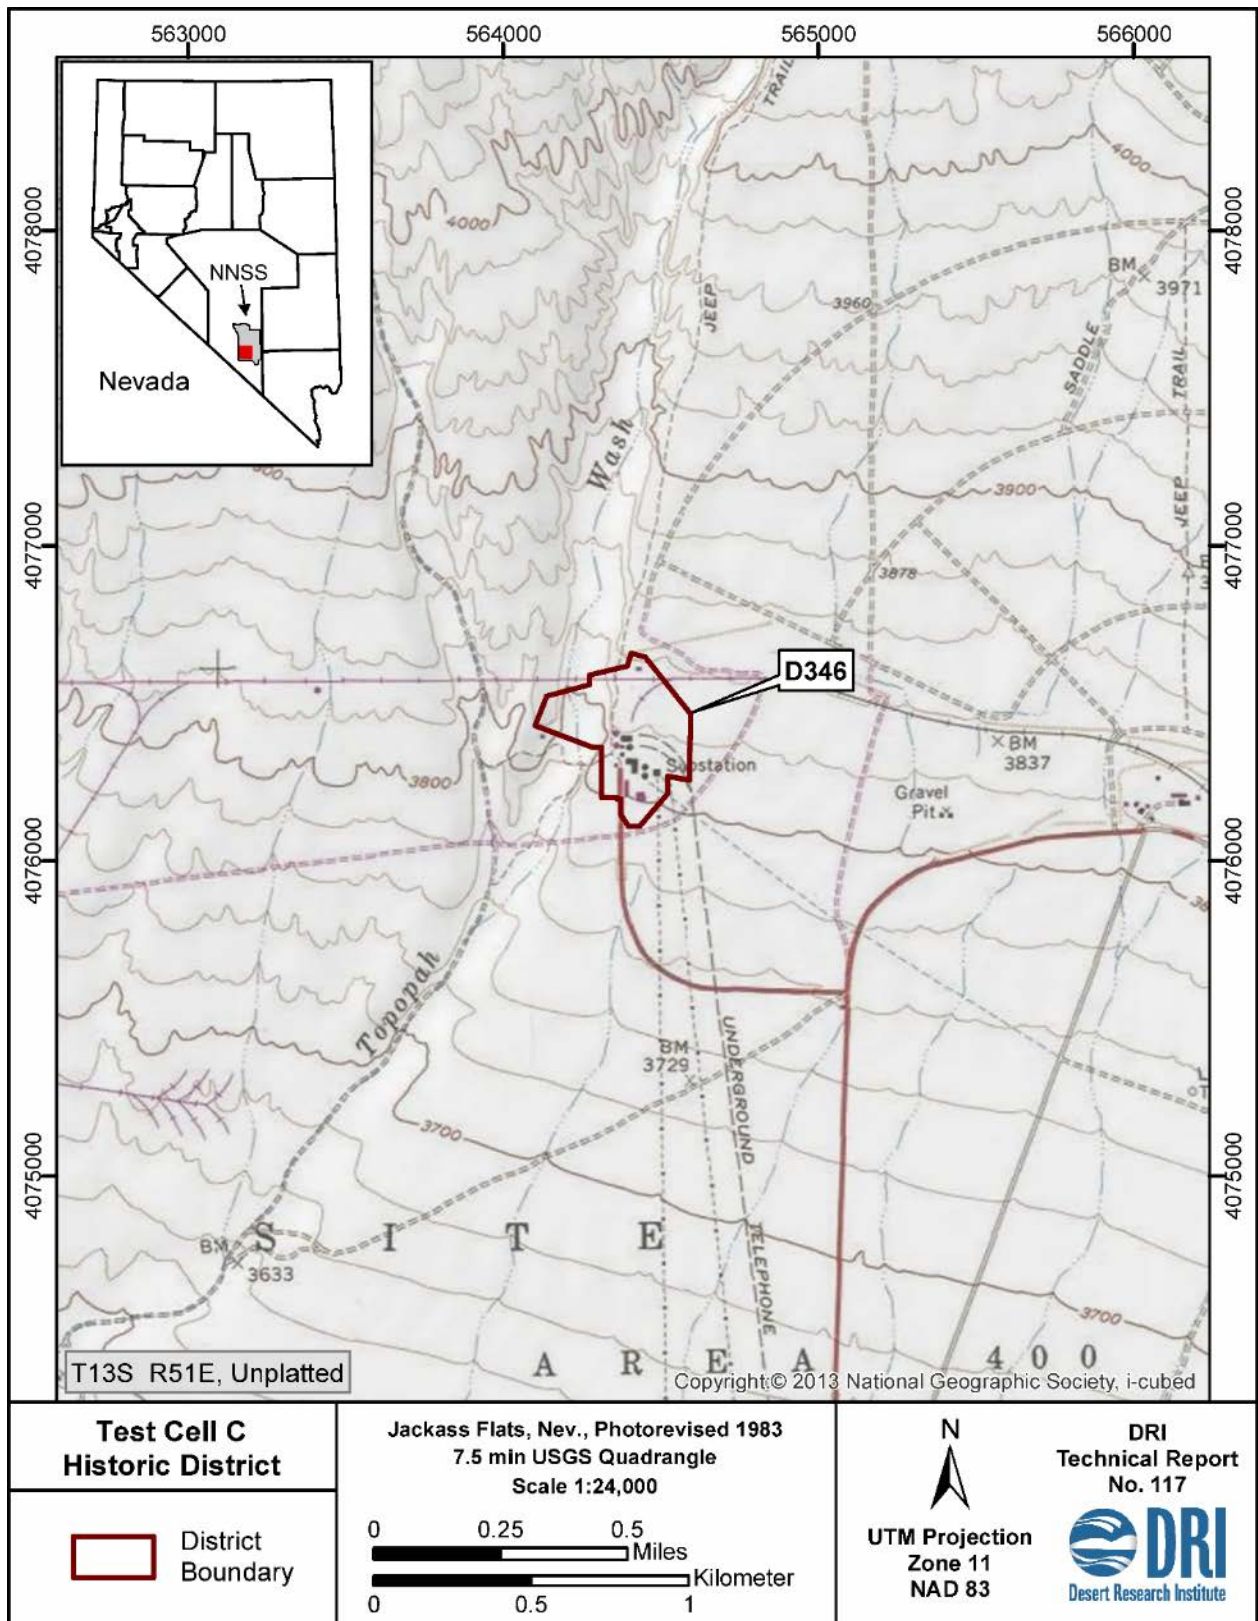 563000 564000 565000 566000
4078000
4077000
4076000
4075000
4078000
4077000
4076000
4075000
NNSS
Nevada
TRAIL
4000
4000
BM
3971
3960
JEEP
SADDLE
TRAIL
Wash
3900
JEEP
3878
D346
BM
3837
3800
Substation
Gravel
Pit
Topopah
BM
3729
UNDERGROUND
3700
TELEPHONE
SITE
BM
3633
3700
AREA 400
T13S R51E, Unplatted
Copyright:© 2013 National Geographic Society, i-cubed
Test Cell C
Historic District
District
Boundary
Jackass Flats, Nev., Photorevised 1983
7.5 min USGS Quadrangle
Scale 1:24,000
0 0.25 0.5
Miles
Kilometer
0 0.5 1
N
UTM Projection
Zone 11
NAD 83
DRI
Technical Report
No. 117
DRI
Desert Research Institute